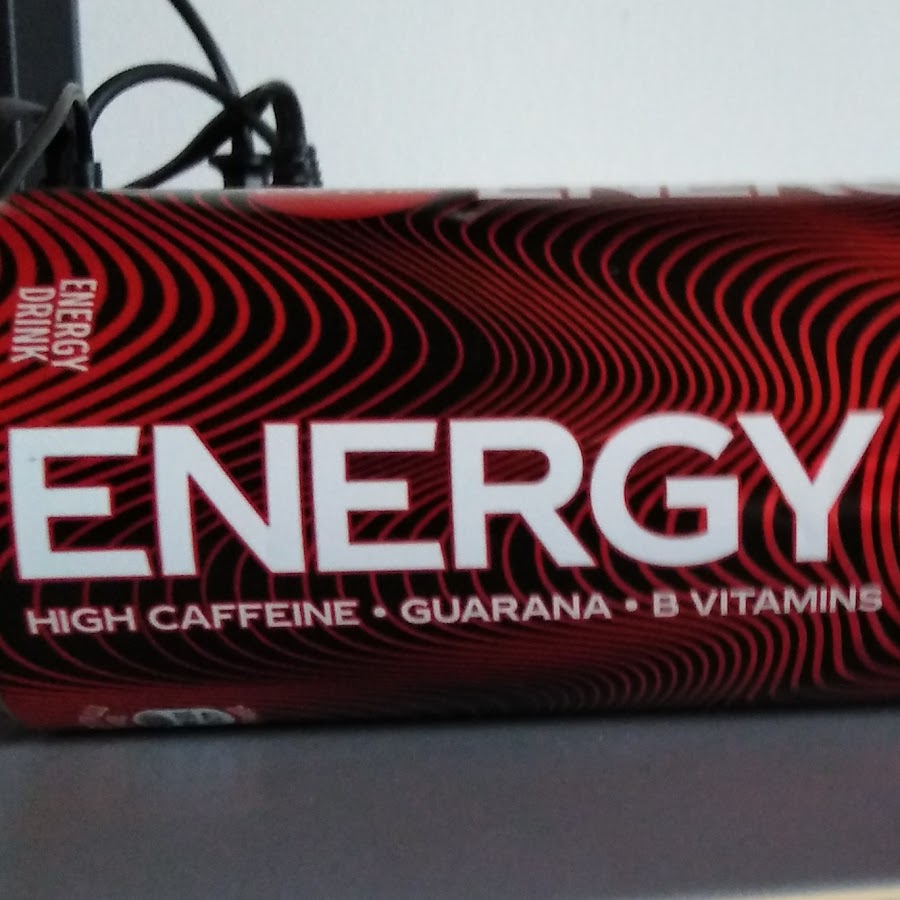 ENERGY
DRINK
ENERGY
HIGH CAFFEINE • GUARANA • B VITAMINS